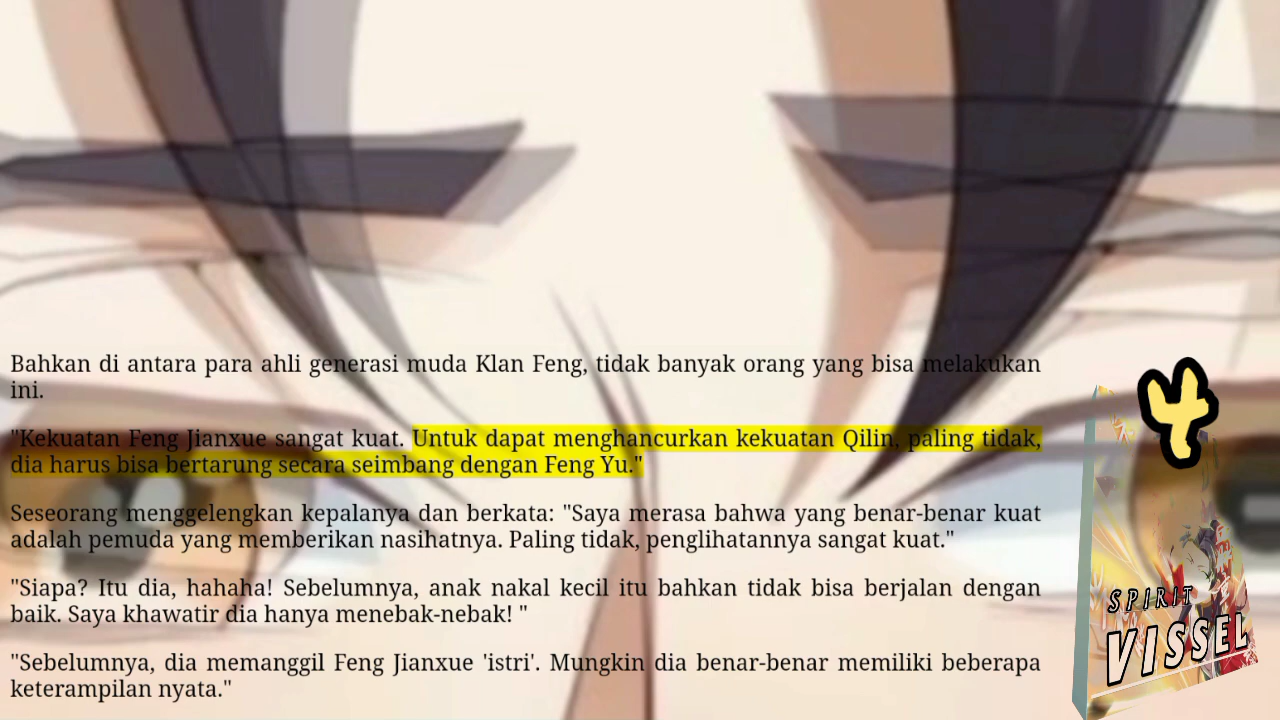 Bahkan di antara para ahli generasi muda Klan Feng, tidak banyak orang yang bisa melakukan
ini.
"Kekuatan Feng Jianxue sangat kuat. Untuk dapat menghancurkan kekuatan Qilin, paling tidak,
dia harus bisa bertarung secara seimbang dengan Feng Yu."
Seseorang menggelengkan kepalanya dan berkata: "Saya merasa bahwa yang benar-benar kuat
adalah pemuda yang memberikan nasihatnya. Paling tidak, penglihatannya sangat kuat."
"Siapa? Itu dia, hahaha! Sebelumnya, anak nakal kecil itu bahkan tidak bisa berjalan dengan
baik. Saya khawatir dia hanya menebak-nebak! "
"Sebelumnya, dia memanggil Feng Jianxue 'istri'. Mungkin dia benar-benar memiliki beberapa
keterampilan nyata."
4
SPIRIT
VISSEL